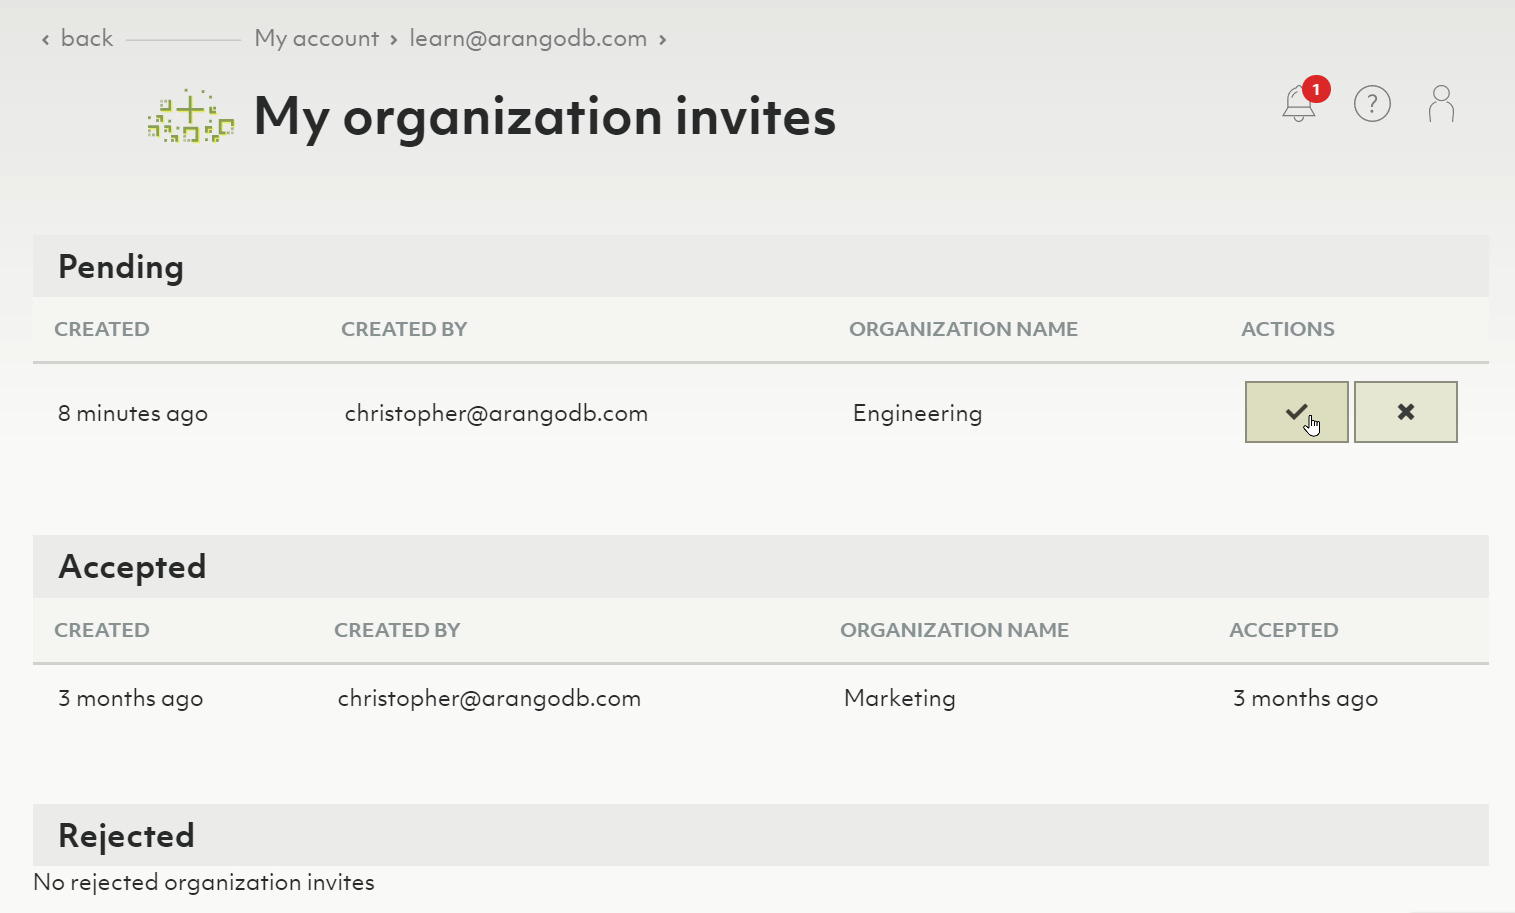 back My account learn@arangodb.com
My organization invites
1
?
Pending
CREATED CREATED BY ORGANIZATION NAME ACTIONS
8 minutes ago christopher@arangodb.com Engineering
Accepted
CREATED CREATED BY ORGANIZATION NAME ACCEPTED
3 months ago christopher@arangodb.com Marketing 3 months ago
Rejected
No rejected organization invites